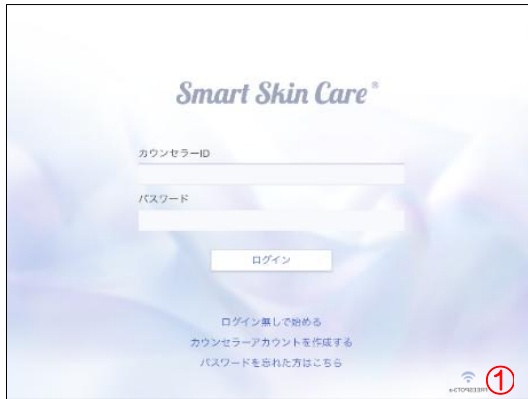 Smart Skin Care®
カウンセラーID
パスワード
ログイン
ログイン無しで始める
カウンセラーアカウントを作成する
パスワードを忘れた方はこちら
①